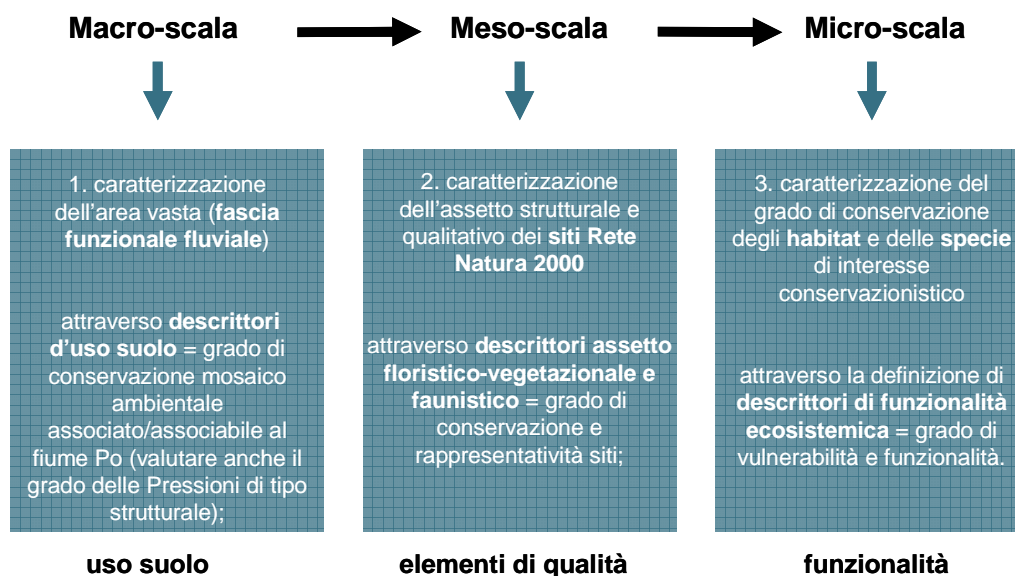 Macro-scala
Meso-scala
Micro-scala
1. caratterizzazione
dell'area vasta (fascia
funzionale fluviale)
attraverso descrittori
d'uso suolo = grado di
conservazione mosaico
ambientale
associato/associabile al
fiume Po (valutare anche il
grado delle Pressioni di tipo
strutturale);
2. caratterizzazione
dell'assetto strutturale e
qualitativo dei siti Rete
Natura 2000
attraverso descrittori assetto
floristico-vegetazionale e
faunistico = grado di
conservazione e
rappresentatività siti;
3. caratterizzazione del
grado di conservazione
degli habitat e delle specie
di interesse
conservazionistico
attraverso la definizione di
descrittori di funzionalità
ecosistemica = grado di
vulnerabilità e funzionalità.
uso suolo
elementi di qualità
funzionalità